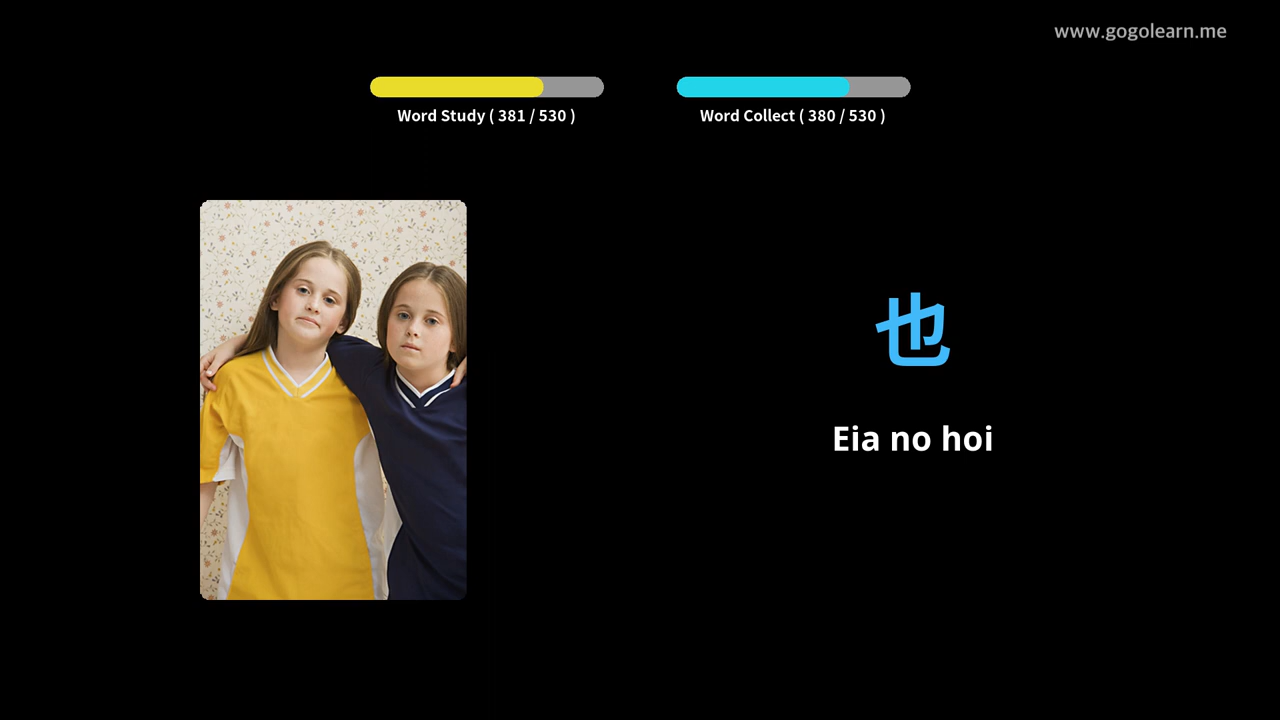 www.gogolearn.me
Word Study ( 381 / 530 )
Word Collect ( 380 / 530 )
也
Eia no hoi